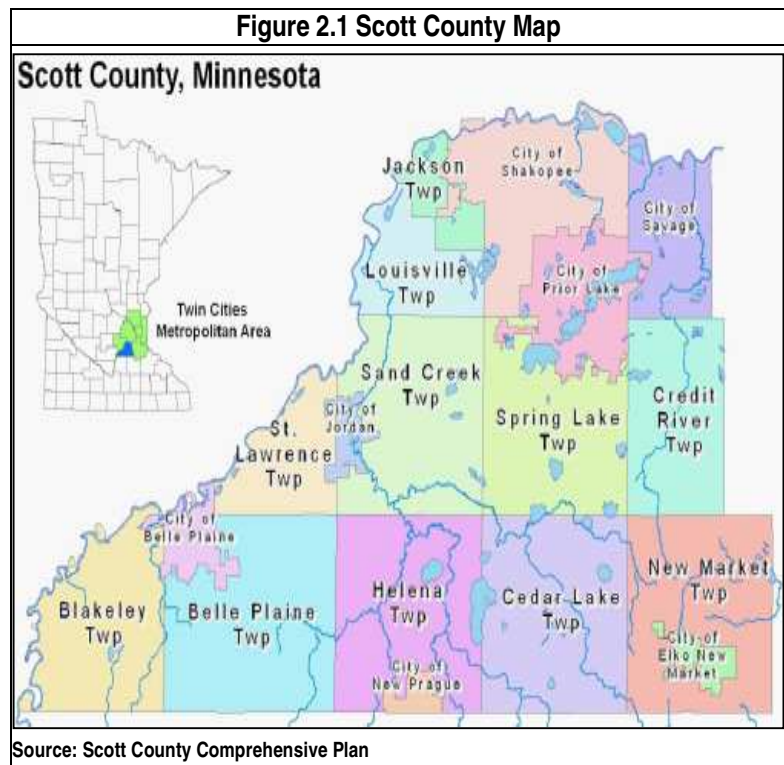 Figure 2.1 Scott County Map
Scott County, Minnesota
Twin Cities
Metropolitan Area
Jackson
Twp
City of
Shakopee
City of
Savage
Louisville
Twp
City of
Prior Lake
Sand Creek
Twp
Spring Lake
Twp
Credit
River
Twp
City of
Jordan
St.
Lawrence
Twp
City of
Belle Plaine
Blakeley
Twp
Belle Plaine
Twp
Helena
Twp
City of
New Prague
Cedar Lake
Twp
New Market
Twp
City of
Elko New
Market
Source: Scott County Comprehensive Plan